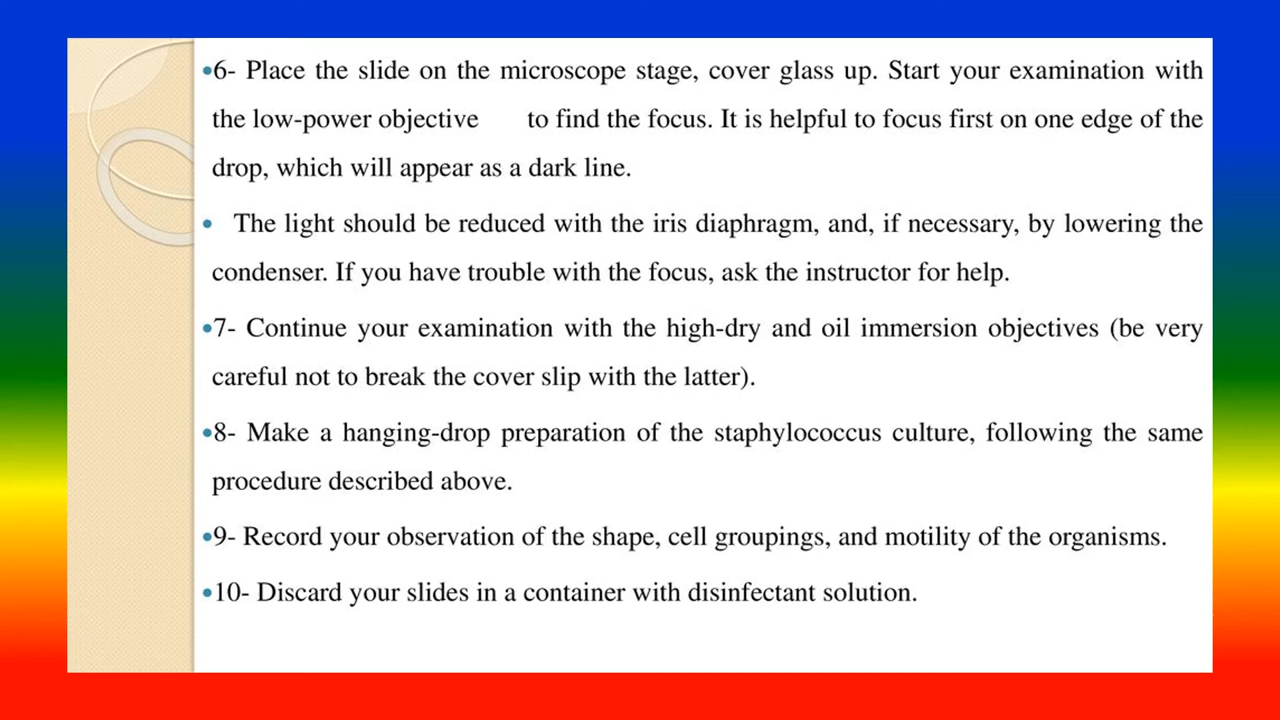 •6- Place the slide on the microscope stage, cover glass up. Start your examination with
the low-power objective to find the focus. It is helpful to focus first on one edge of the
drop, which will appear as a dark line.
• The light should be reduced with the iris diaphragm, and, if necessary, by lowering the
condenser. If you have trouble with the focus, ask the instructor for help.
•7- Continue your examination with the high-dry and oil immersion objectives (be very
careful not to break the cover slip with the latter).
•8- Make a hanging-drop preparation of the staphylococcus culture, following the same
procedure described above.
•9- Record your observation of the shape, cell groupings, and motility of the organisms.
•10- Discard your slides in a container with disinfectant solution.